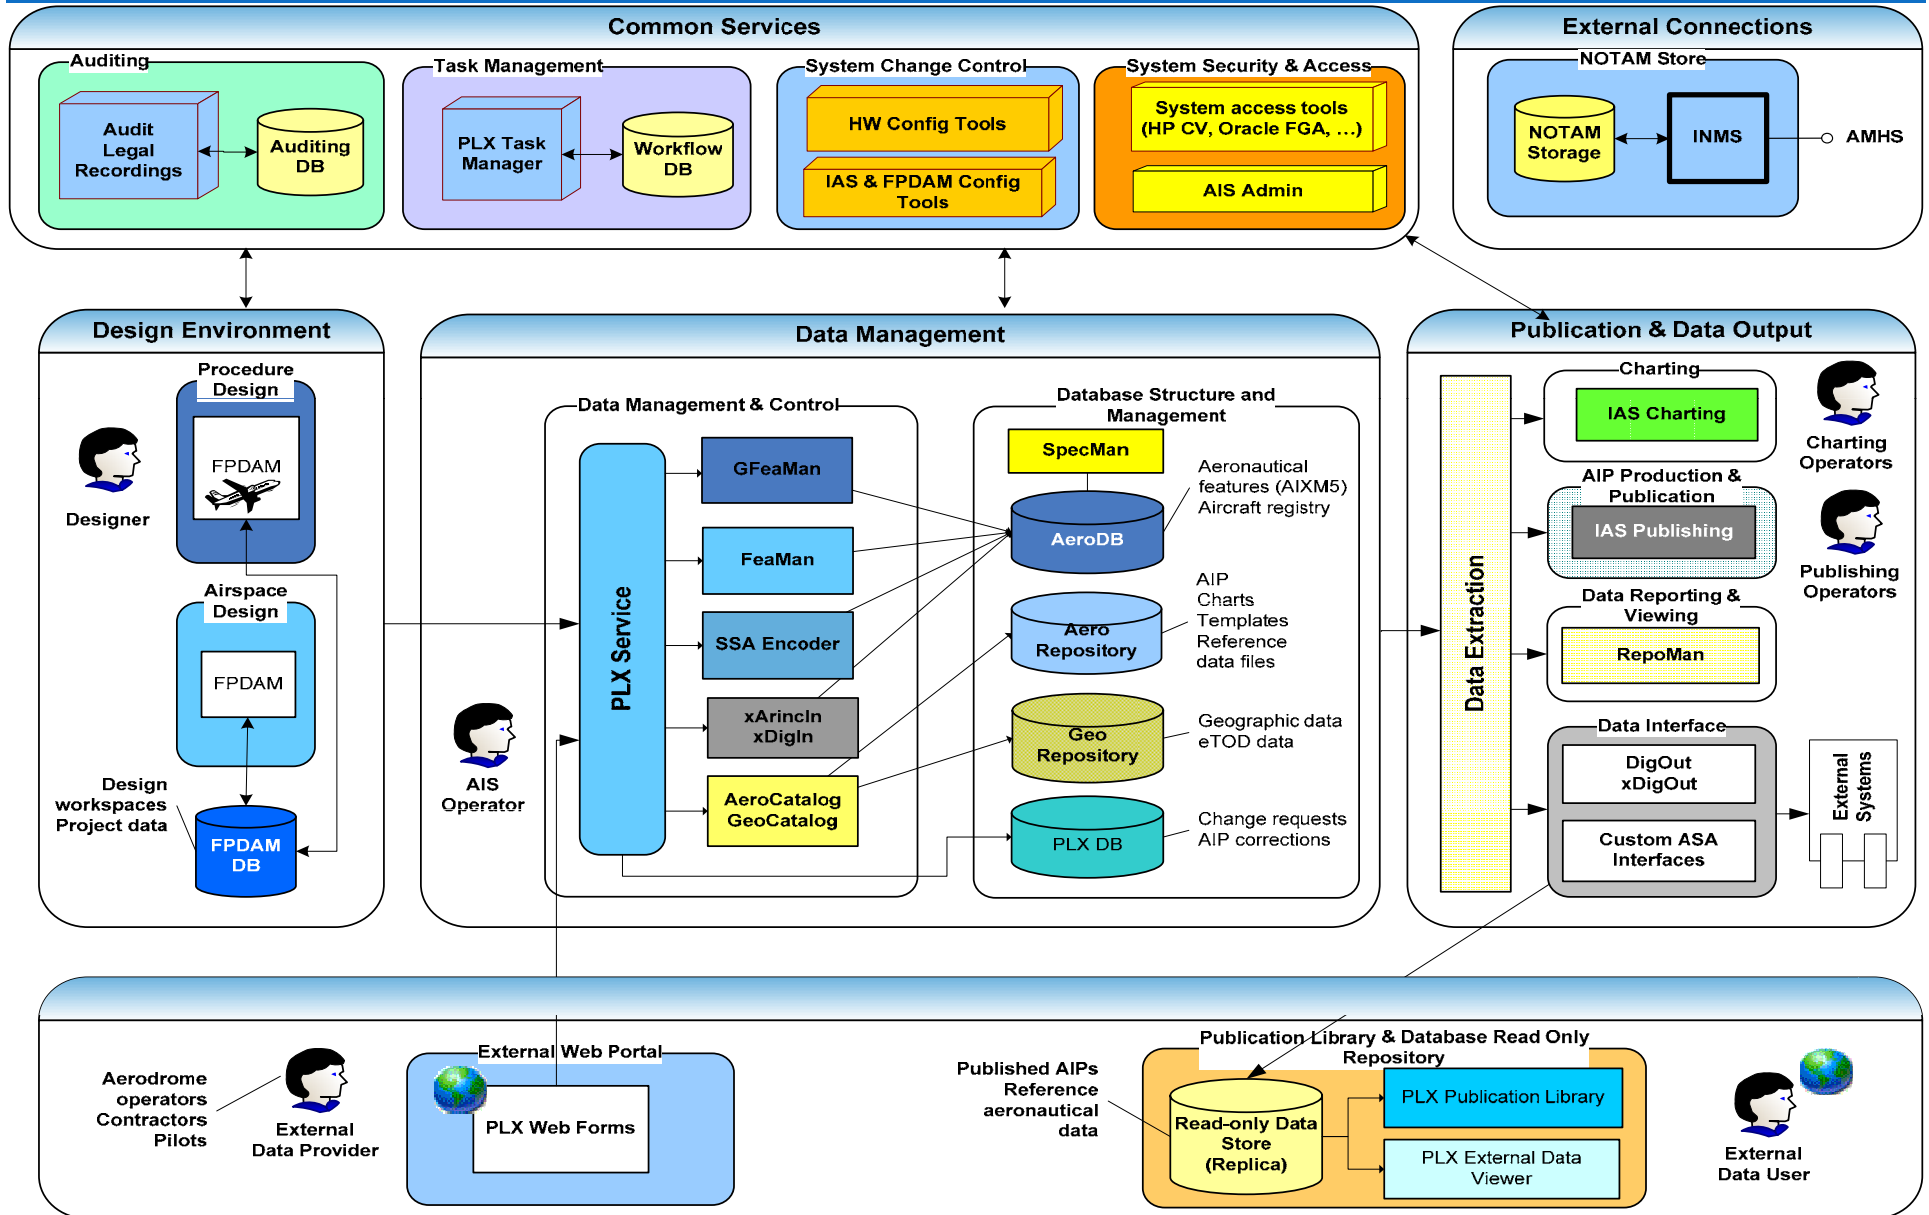 Common Services
External Connections
Auditing
Task Management
System Change Control
System Security & Access
NOTAM Store
Audit
Legal
Recordings
Auditing
DB
PLX Task
Manager
Workflow
DB
HW Config Tools
IAS & FPDAM Config
Tools
System access tools
(HP CV, Oracle FGA, ...)
AIS Admin
NOTAM
Storage
INMS
AMHS
Design Environment
Data Management
Publication & Data Output
Procedure
Design
FPDAM
Designer
Airspace
Design
FPDAM
Design
workspaces
Project data
FPDAM
DB
Data Management & Control
PLX Service
GFeaMan
FeaMan
SSA Encoder
xArincIn
xDigIn
AeroCatalog
GeoCatalog
AIS
Operator
Database Structure and
Management
SpecMan
AeroDB
Aeronautical
features (AIXM5)
Aircraft registry
Aero
Repository
AIP
Charts
Templates
Reference
data files
Geo
Repository
Geographic data
eTOD data
PLX DB
Change requests
AIP corrections
Data Extraction
Charting
IAS Charting
Charting
Operators
AIP Production &
Publication
IAS Publishing
Publishing
Operators
Data Reporting &
Viewing
RepoMan
Data Interface
DigOut
xDigOut
Custom ASA
Interfaces
External
Systems
Aerodrome
operators
Contractors
Pilots
External
Data Provider
External Web Portal
PLX Web Forms
Published AIPs
Reference
aeronautical
data
Publication Library & Database Read Only
Repository
Read-only Data
Store
(Replica)
PLX Publication Library
PLX External Data
Viewer
External
Data User